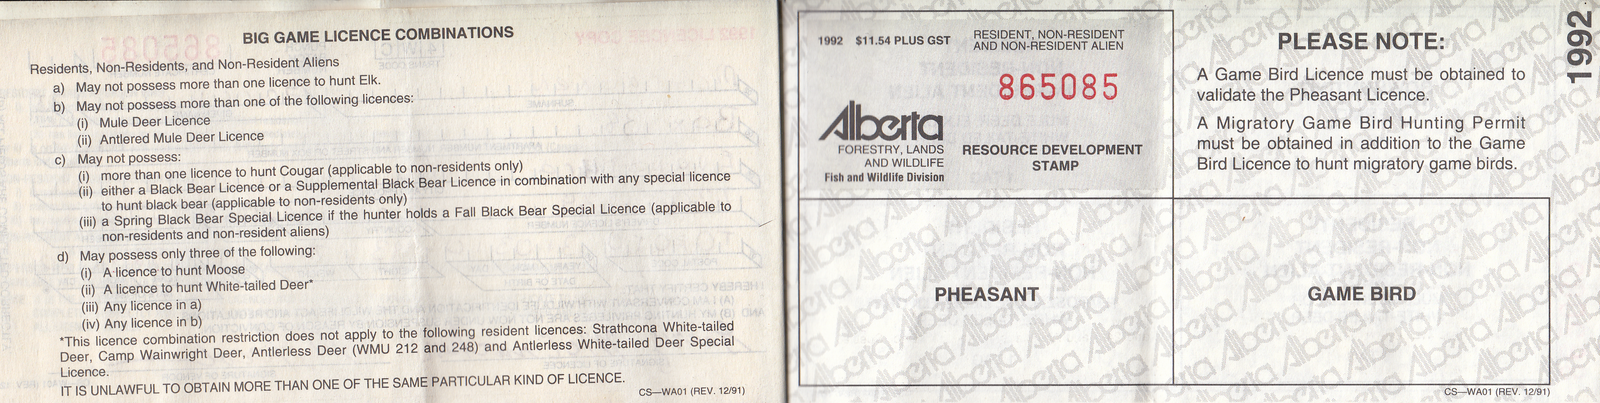 BIG GAME LICENCE COMBINATIONS
Residents, Non-Residents, and Non-Resident Aliens
a) May not possess more than one licence to hunt Elk.
b) May not possess more than one of the following licences:
(i) Mule Deer Licence
(ii) Antlered Mule Deer Licence
c) May not possess:
(i) more than one licence to hunt Cougar (applicable to non-residents only)
(ii) either a Black Bear Licence or a Supplemental Black Bear Licence in combination with any special licence
to hunt black bear (applicable to non-residents only)
(iii) a Spring Black Bear Special Licence if the hunter holds a Fall Black Bear Special Licence (applicable to
non-residents and non-resident aliens)
d) May possess only three of the following:
(i) A licence to hunt Moose
(ii) A licence to hunt White-tailed Deer*
(iii) Any licence in a)
(iv) Any licence in b)
*This licence combination restriction does not apply to the following resident licences: Strathcona White-tailed
Deer, Camp Wainwright Deer, Antlerless Deer (WMU 212 and 248) and Antlerless White-tailed Deer Special
Licence.
IT IS UNLAWFUL TO OBTAIN MORE THAN ONE OF THE SAME PARTICULAR KIND OF LICENCE.
CS—WA01 (REV. 12/91)
1992 $11.54 PLUS GST
RESIDENT, NON-RESIDENT
AND NON-RESIDENT ALIEN
865085
Alberta
FORESTRY, LANDS
AND WILDLIFE
Fish and Wildlife Division
RESOURCE DEVELOPMENT
STAMP
PLEASE NOTE:
A Game Bird Licence must be obtained to
validate the Pheasant Licence.
A Migratory Game Bird Hunting Permit
must be obtained in addition to the Game
Bird Licence to hunt migratory game birds.
1992
PHEASANT
GAME BIRD
CS—WA01 (REV. 12/91)